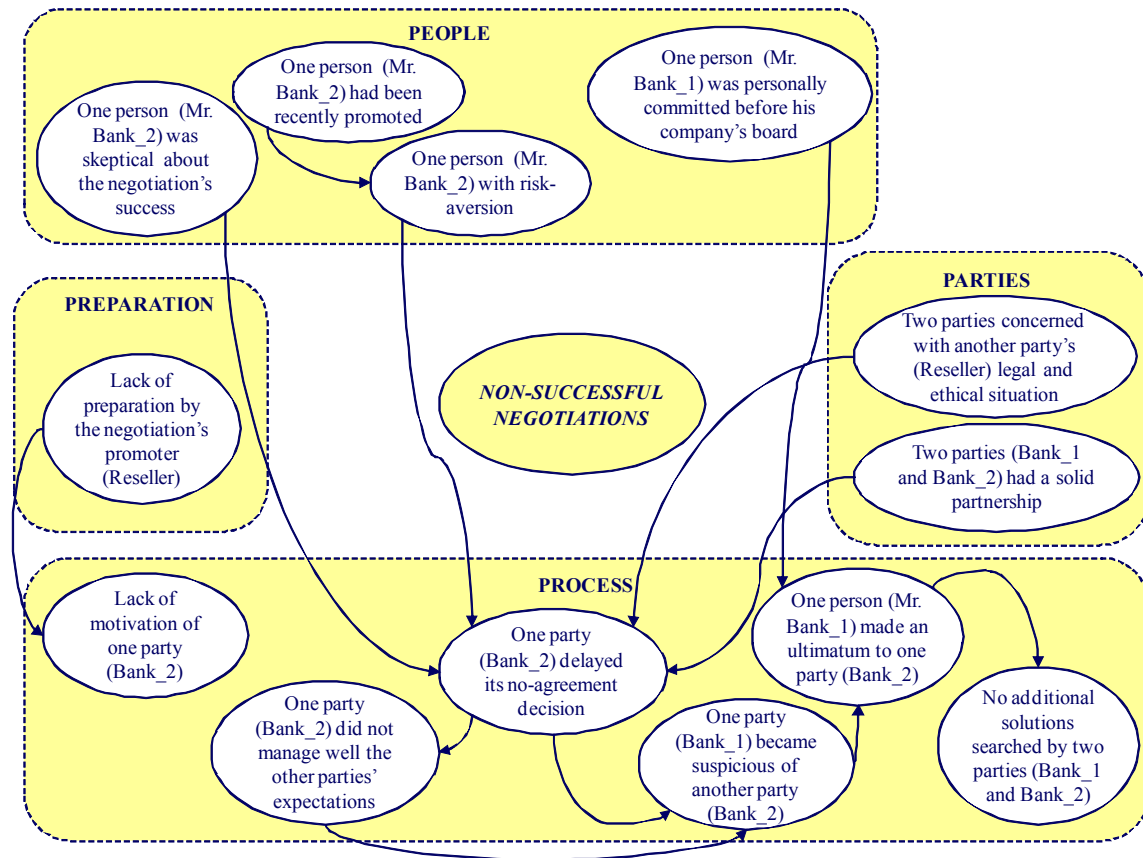 PEOPLE
One person (Mr.
Bank_2) was
skeptical about
the negotiation's
success
One person (Mr.
Bank_2) had been
recently promoted
One person (Mr.
Bank_2) with risk-
aversion
One person (Mr.
Bank_1) was personally
committed before his
company's board
PREPARATION
Lack of
preparation by
the negotiation's
promoter
(Reseller)
NON-SUCCESSFUL
NEGOTIATIONS
PARTIES
Two parties concerned
with another party's
(Reseller) legal and
ethical situation
Two parties (Bank_1
and Bank_2) had a solid
partnership
PROCESS
Lack of
motivation of
one party
(Bank_2)
One party
(Bank_2) did not
manage well the
other parties'
expectations
One party
(Bank_2) delayed
its no-agreement
decision
One party
(Bank_1) became
suspicious of
another party
(Bank_2)
One person (Mr.
Bank_1) made an
ultimatum to one
party (Bank_2)
No additional
solutions
searched by two
parties (Bank_1
and Bank_2)